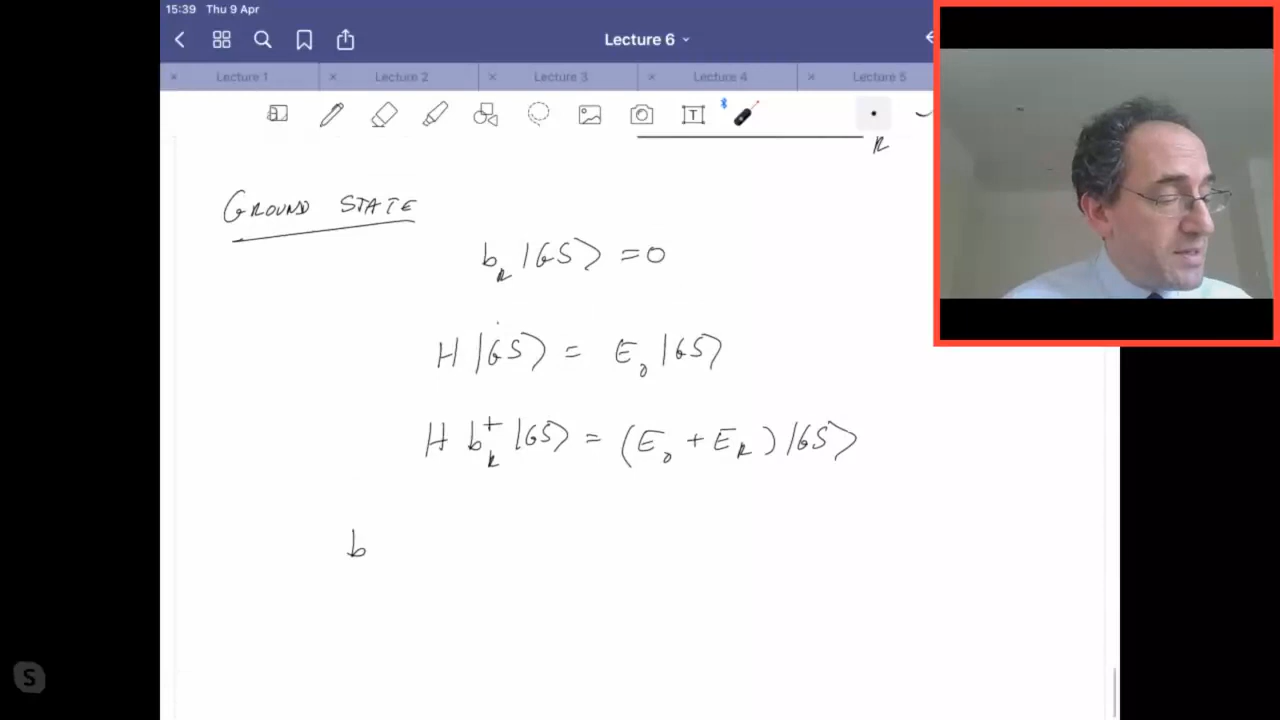 15:39 Thu 9 Apr
Lecture 6
Lecture 1 Lecture 2 Lecture 3 Lecture 4 Lecture 5
T
k
GROUND STATE
b_k |GS⟩ = 0
H |GS⟩ = E_0 |GS⟩
H b_k^+ |GS⟩ = (E_0 + E_k) |GS⟩
b
S